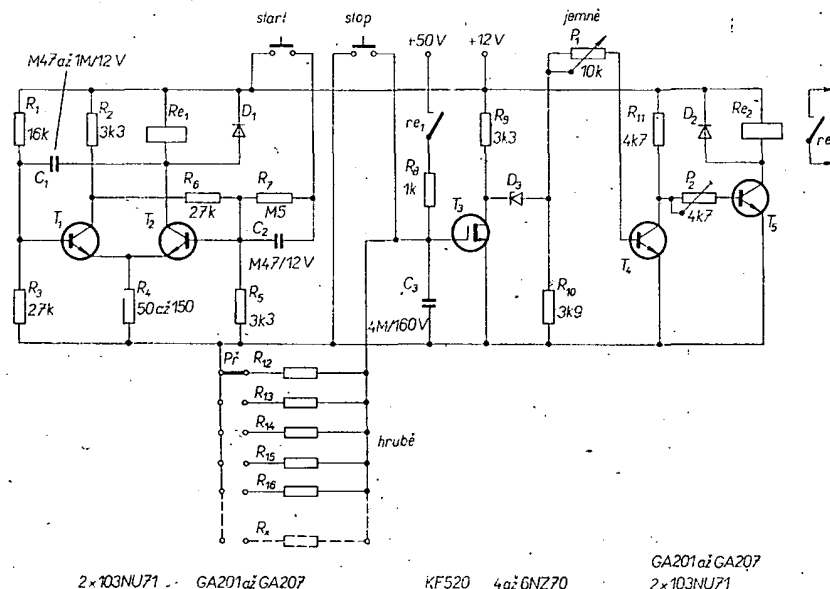 start
stop
jemně
M47 až 1M/12 V
+50V
+12V
P1
10k
R1
16k
R2
3k3
Re1
D1
re1
R9
3k3
R11
4k7
D2
Re2
re
C1
R6
27k
R7
M5
R8
1k
T3
D3
P2
4k7
T1
T2
C2
M47/12V
T4
T5
R3
27k
R4
50 až 150
R5
3k3
C3
4M/160V
R10
3k9
Př
R12
R13
R14
hrubě
R15
R16
Rx
2×103NU71
GA201 až GA207
KF520
4 až 6NZ70
GA201 až GA207
2×103NU71